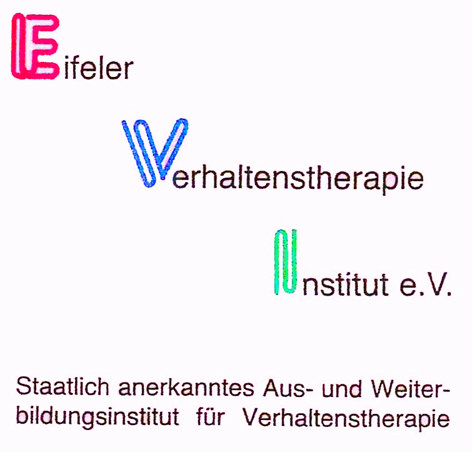 Eifeler
Verhaltenstherapie
Institut e.V.
Staatlich anerkanntes Aus- und Weiter-
bildungsinstitut für Verhaltenstherapie